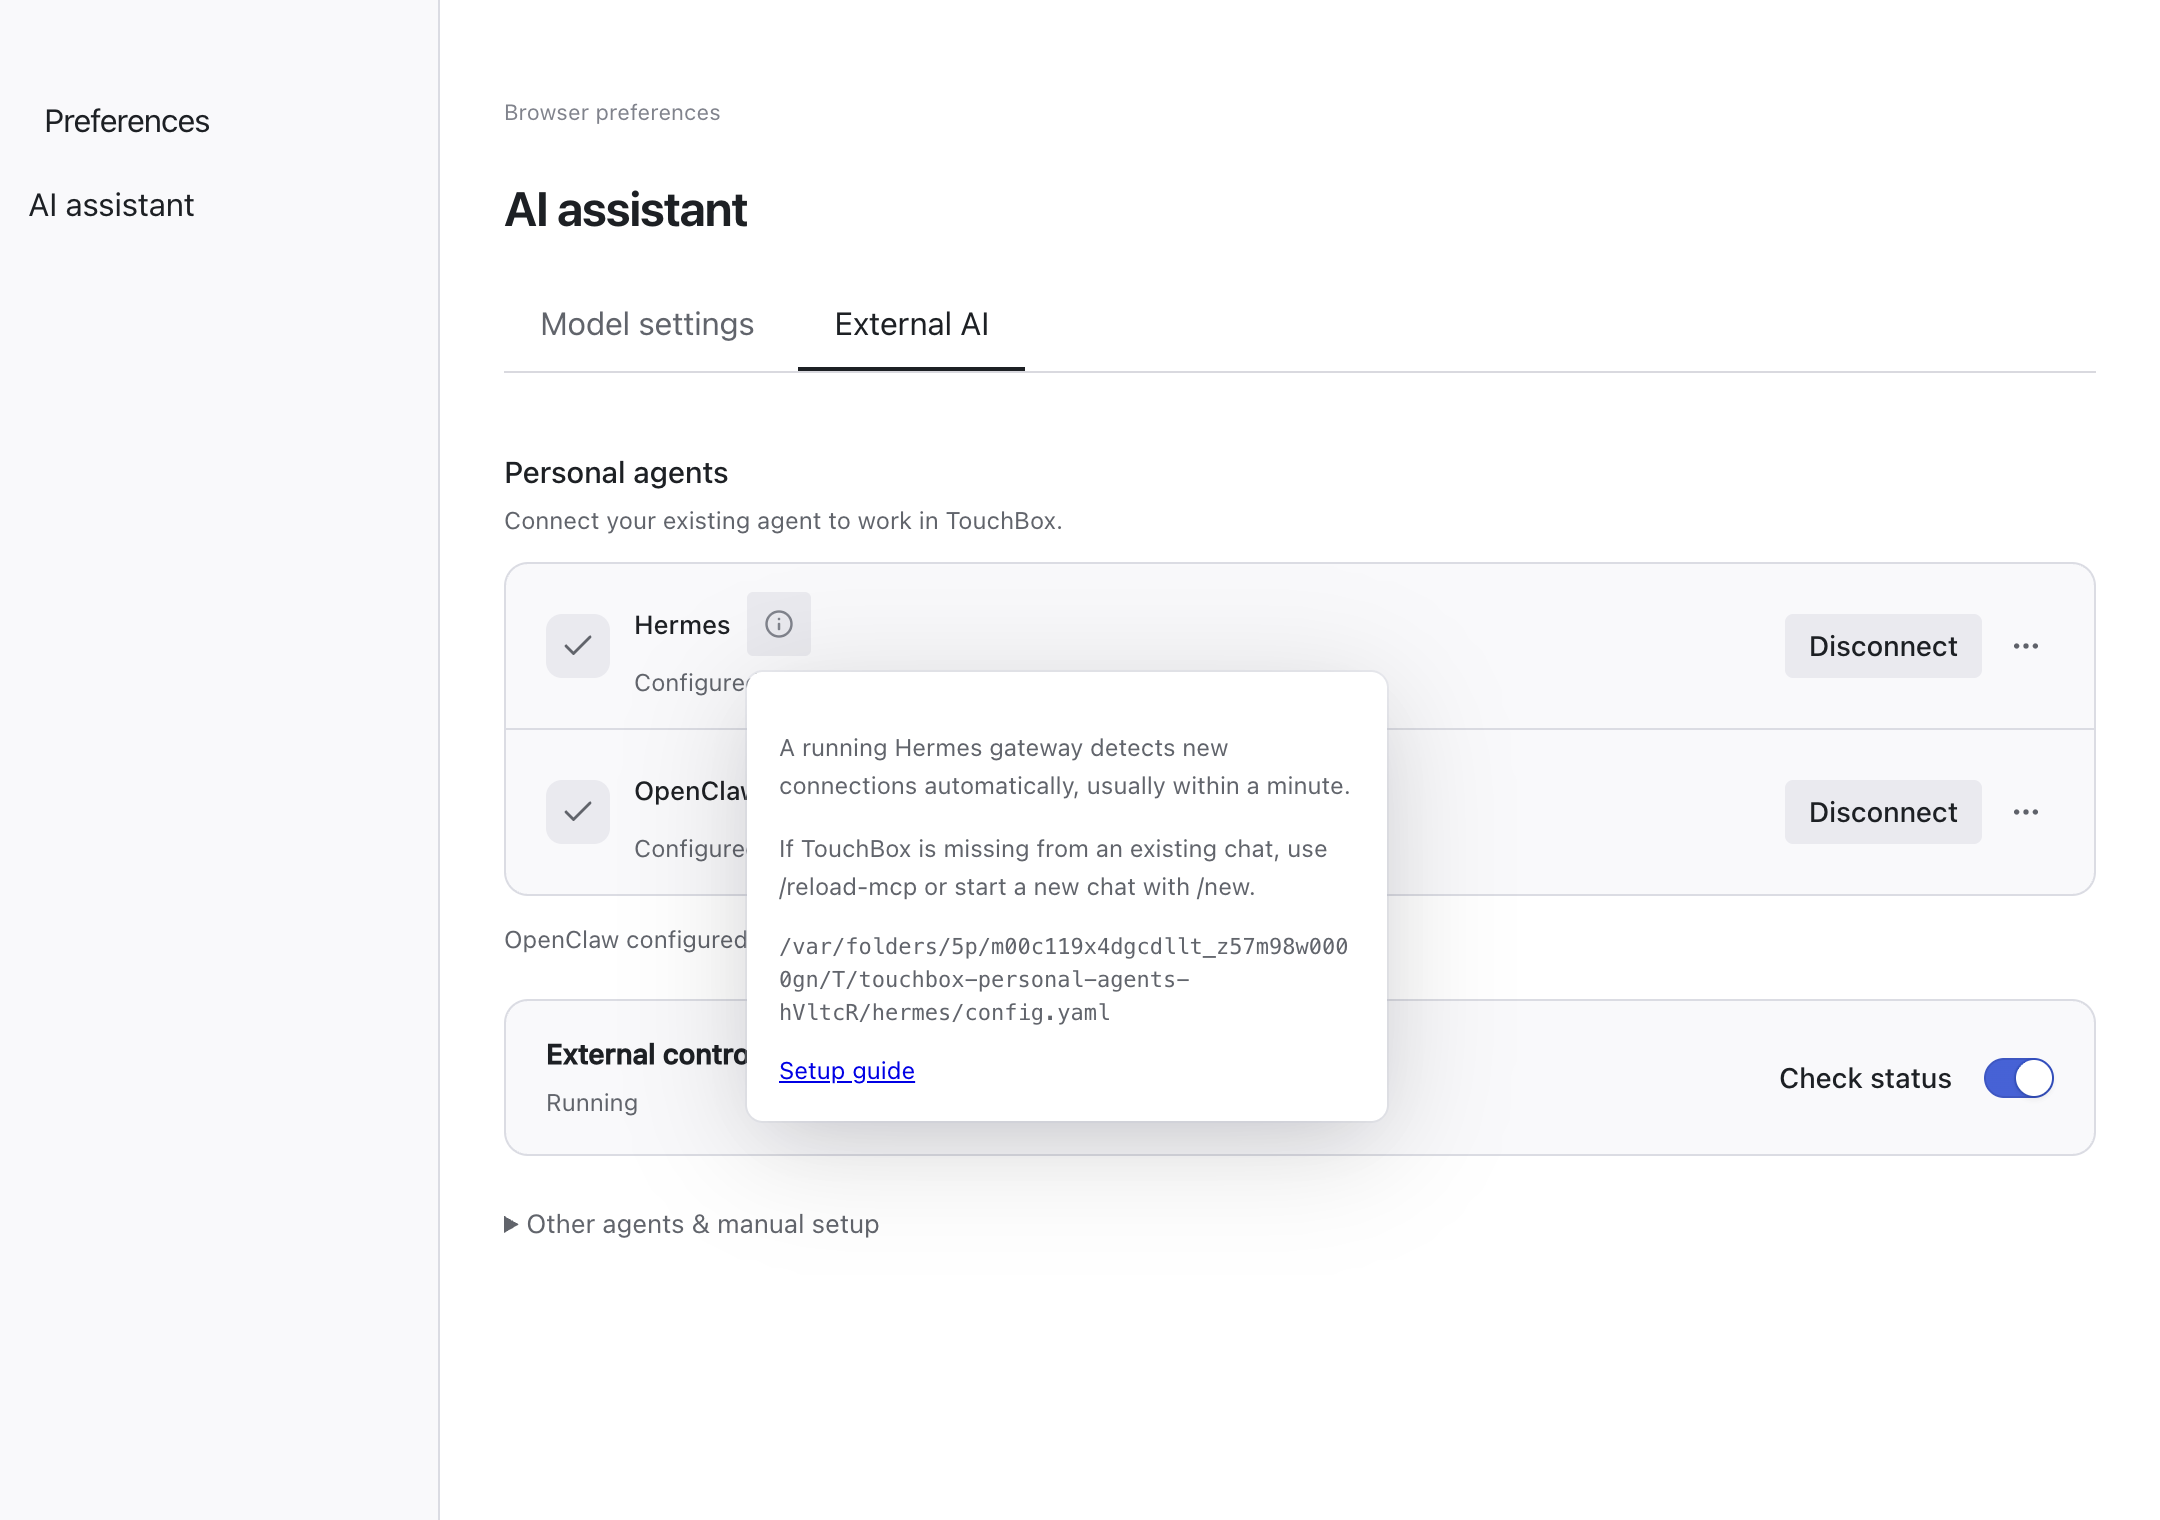 Preferences
AI assistant
Browser preferences
AI assistant
Model settings
External AI
Personal agents
Connect your existing agent to work in TouchBox.
Hermes
Disconnect
Configured
A running Hermes gateway detects new
connections automatically, usually within a minute.
If TouchBox is missing from an existing chat, use
/reload-mcp or start a new chat with /new.
/var/folders/5p/m00c119x4dgcdllt_z57m98w000
0gn/T/touchbox-personal-agents-
hVltcR/hermes/config.yaml
Setup guide
OpenClaw
Disconnect
Configured
OpenClaw configured
External contro
Running
Check status
Other agents & manual setup